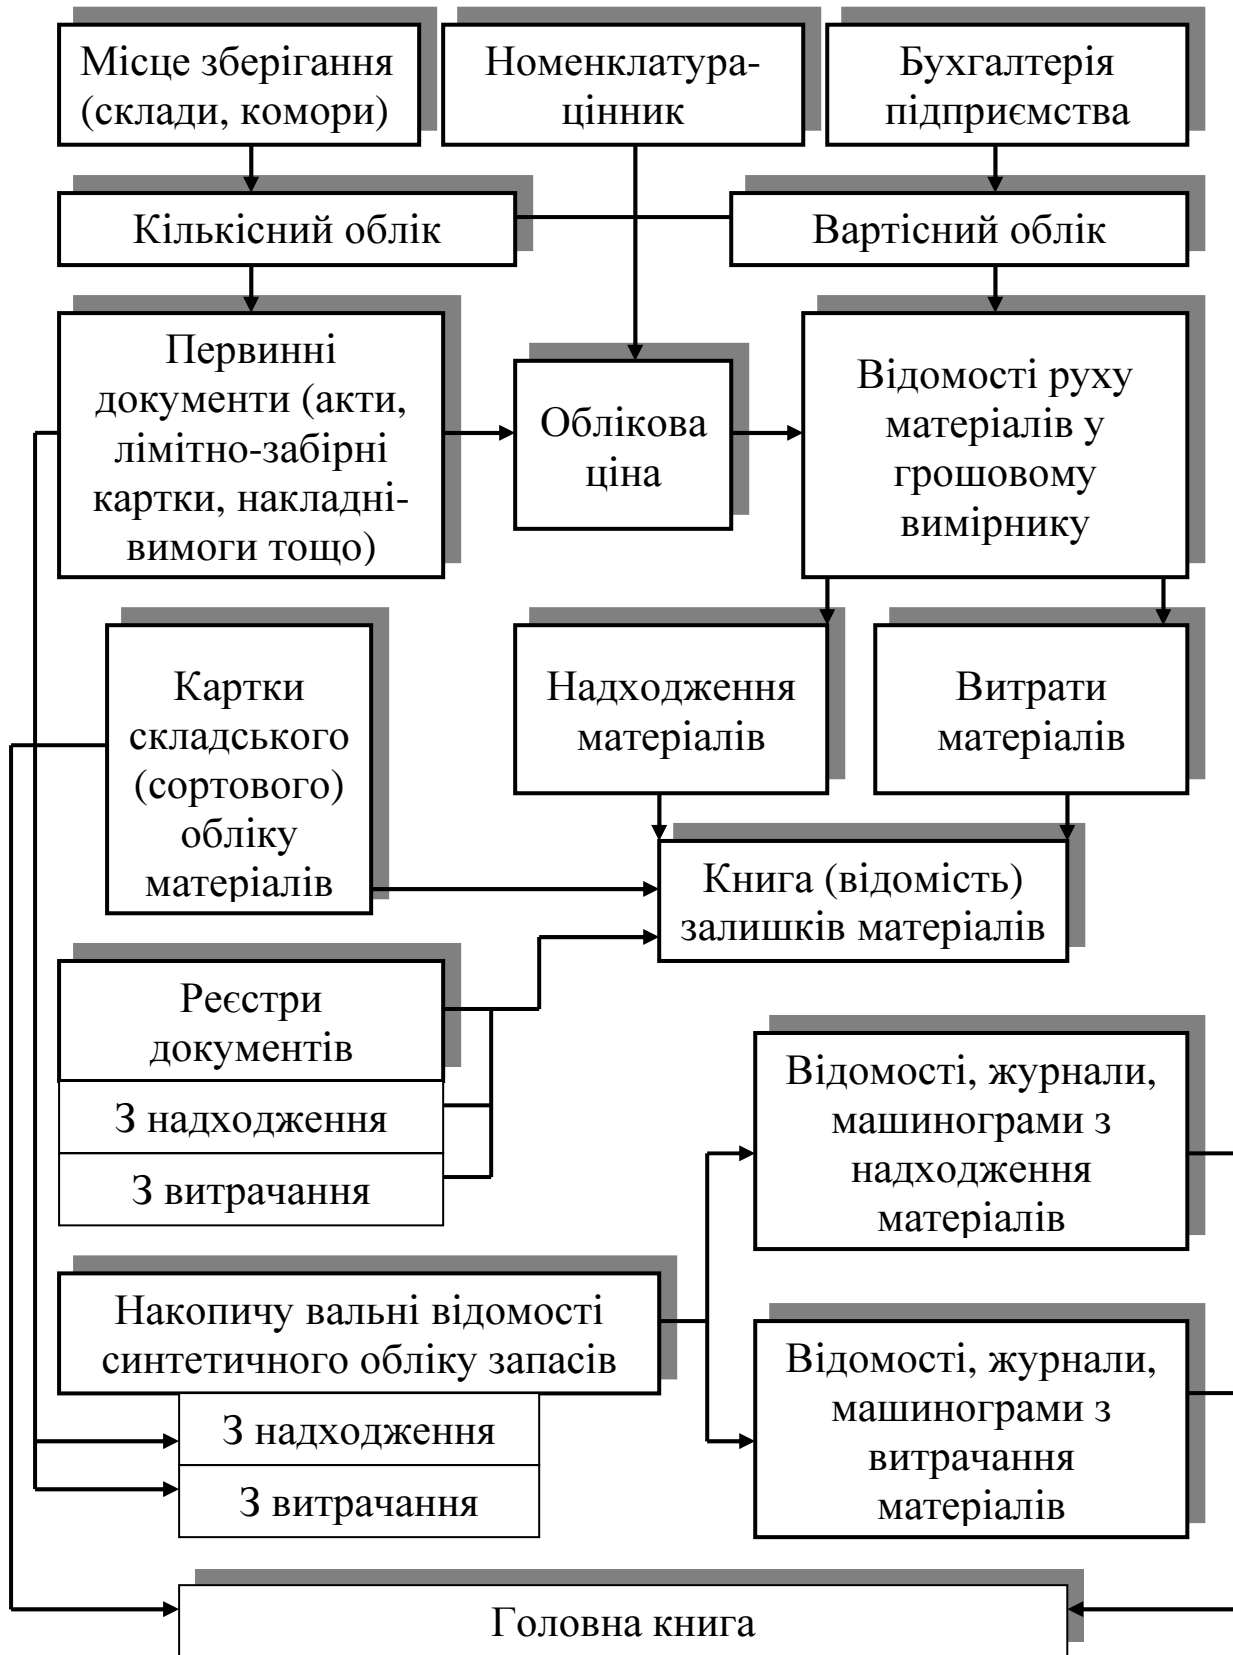 Місце зберігання
(склади, комори)
Номенклатура-
цінник
Бухгалтерія
підприємства
Кількісний облік
Вартісний облік
Первинні
документи (акти,
лімітно-забірні
картки, накладні-
вимоги тощо)
Облікова
ціна
Відомості руху
матеріалів у
грошовому
вимірнику
Картки
складського
(сортового)
обліку
матеріалів
Надходження
матеріалів
Витрати
матеріалів
Книга (відомість)
залишків матеріалів
Реєстри
документів
З надходження
З витрачання
Відомості, журнали,
машинограми з
надходження
матеріалів
Накопичу вальні відомості
синтетичного обліку запасів
З надходження
З витрачання
Відомості, журнали,
машинограми з
витрачання
матеріалів
Головна книга